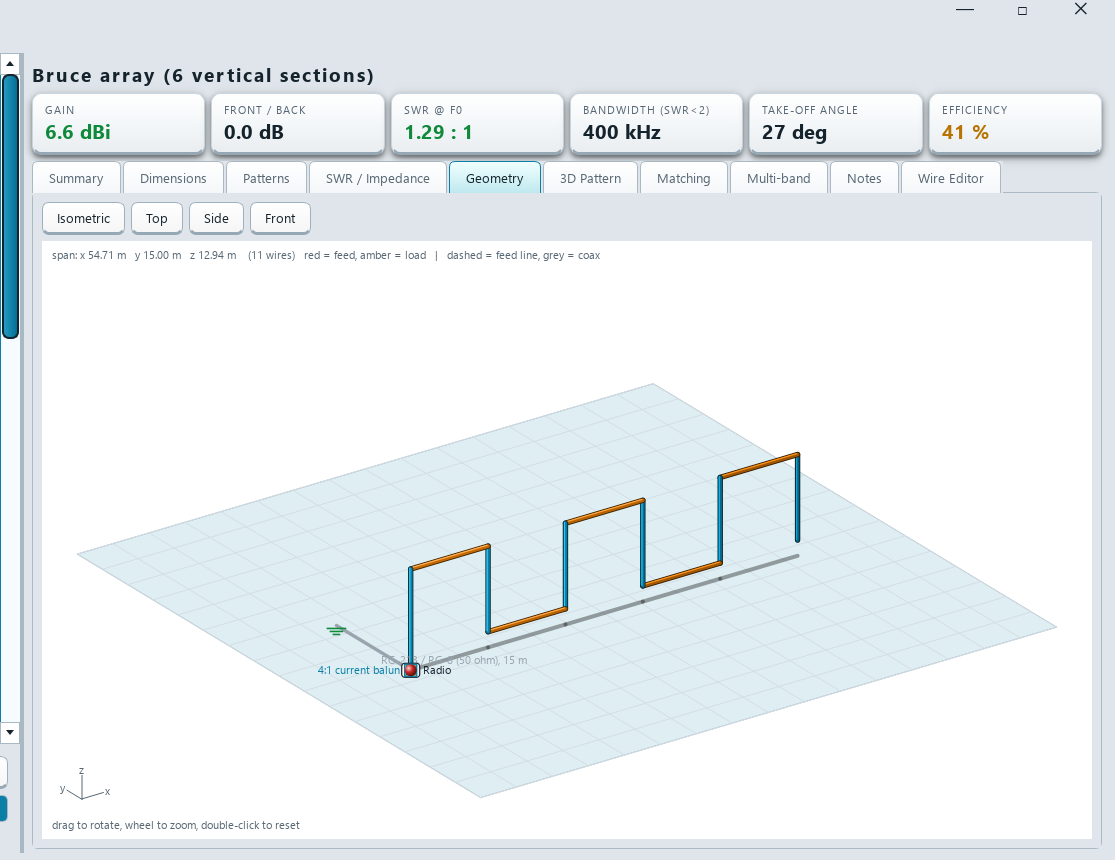 Bruce array (6 vertical sections)
GAIN
6.6 dBi
FRONT / BACK
0.0 dB
SWR @ F0
1.29 : 1
BANDWIDTH (SWR<2)
400 kHz
TAKE-OFF ANGLE
27 deg
EFFICIENCY
41 %
Summary Dimensions Patterns SWR / Impedance Geometry 3D Pattern Matching Multi-band Notes Wire Editor
Isometric Top Side Front
span: x 54.71 m y 15.00 m z 12.94 m (11 wires) red = feed, amber = load | dashed = feed line, grey = coax
(50 ohm), 15 m
4:1 current balun Radio
z
y x
drag to rotate, wheel to zoom, double-click to reset